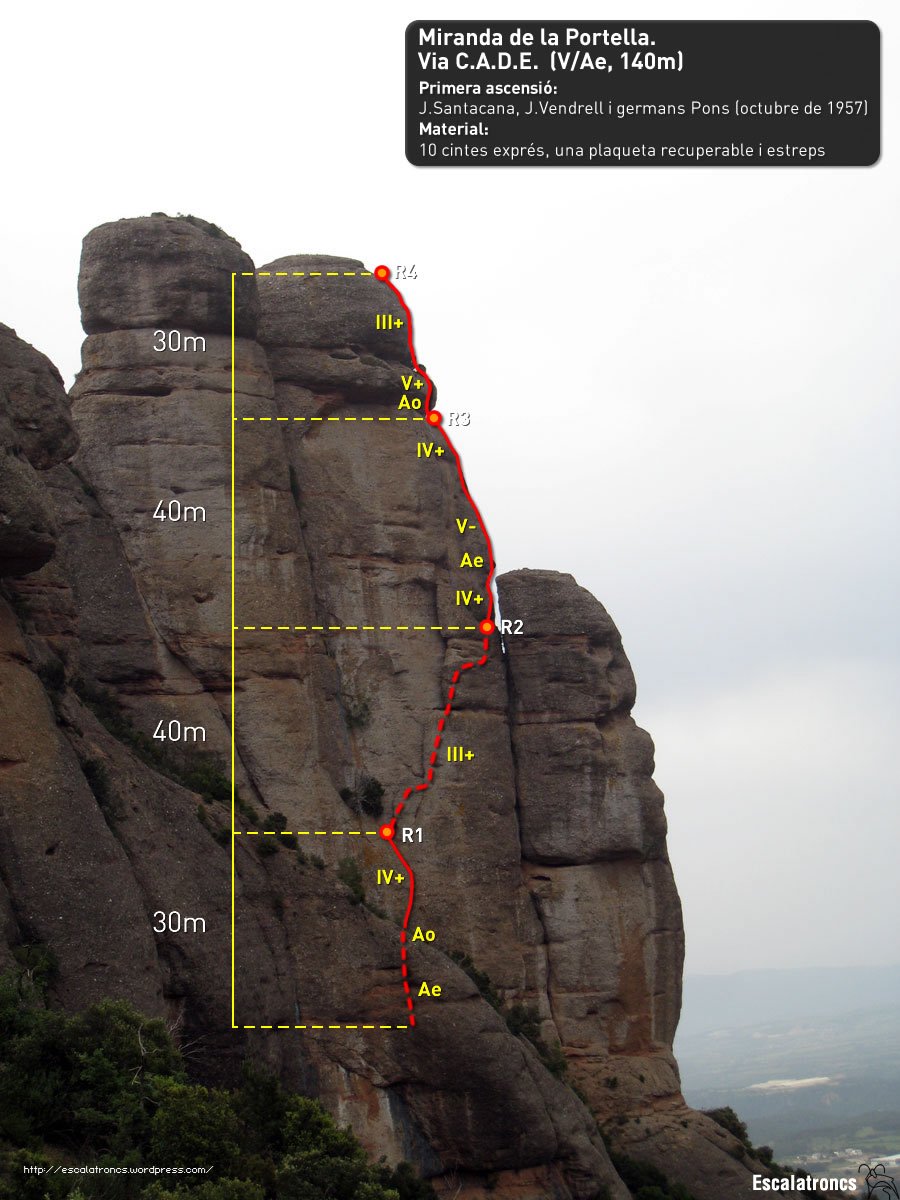 Miranda de la Portella.
Via C.A.D.E. (V/Ae, 140m)
Primera ascensió:
J.Santacana, J.Vendrell i germans Pons (octubre de 1957)
Material:
10 cintes exprés, una plaqueta recuperable i estreps
R4
III+
30m
V+
Ao
R3
IV+
40m
V-
Ae
IV+
R2
40m
III+
R1
IV+
30m
Ao
Ae
http://escalatroncs.wordpress.com/
Escalatroncs